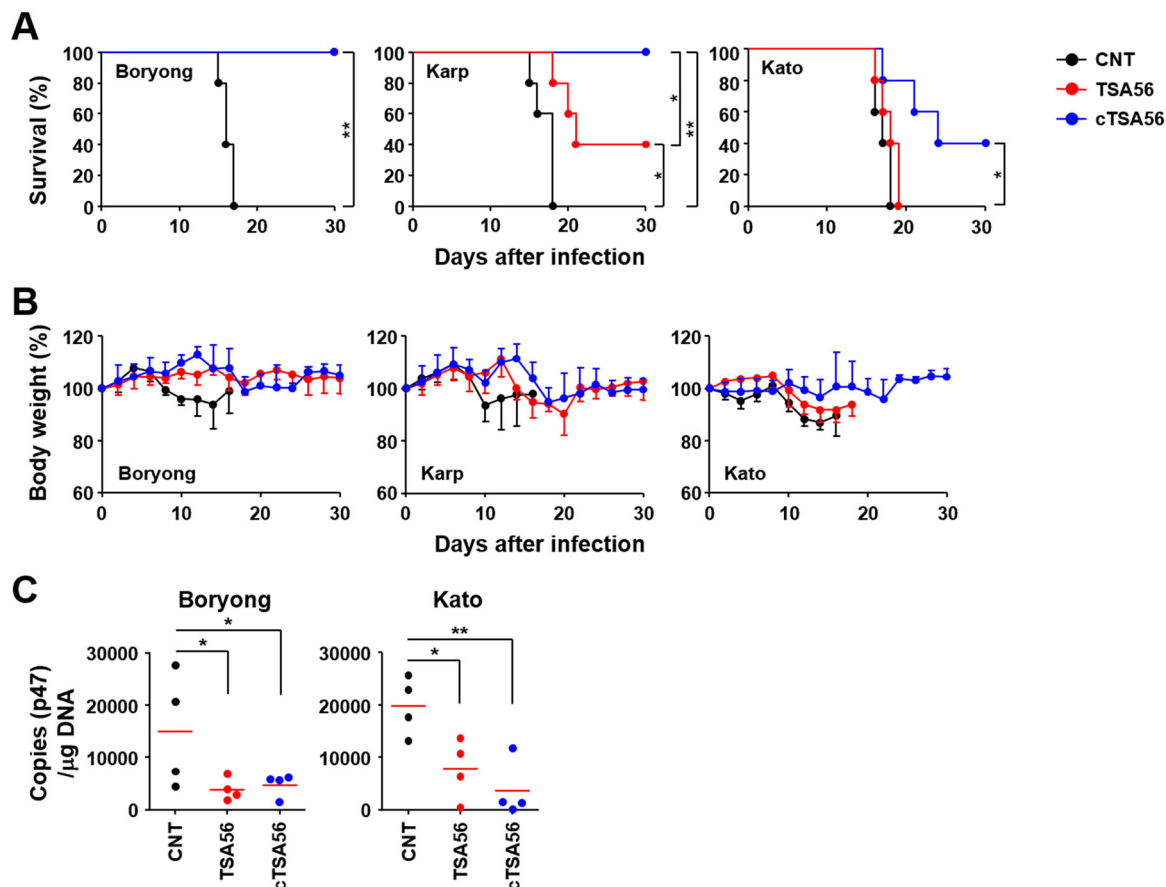 A
Survival (%)
100
80
60
40
20
0
Boryong
**
0 10 20 30
100
80
60
40
20
0
Karp
*
*
**
0 10 20 30
100
80
60
40
20
0
Kato
*
0 10 20 30
Days after infection
CNT
TSA56
cTSA56
B
Body weight (%)
120
100
80
60
Boryong
0 10 20 30
120
100
80
60
Karp
0 10 20 30
120
100
80
60
Kato
0 10 20 30
Days after infection
C
Copies (p47)
/µg DNA
Boryong
*
*
30000
20000
10000
0
CNT
TSA56
cTSA56
Kato
**
*
30000
20000
10000
0
CNT
TSA56
cTSA56